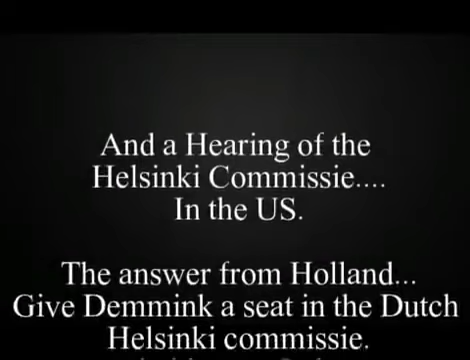 And a Hearing of the
Helsinki Commissie....
In the US.
The answer from Holland...
Give Demmink a seat in the Dutch
Helsinki commissie.